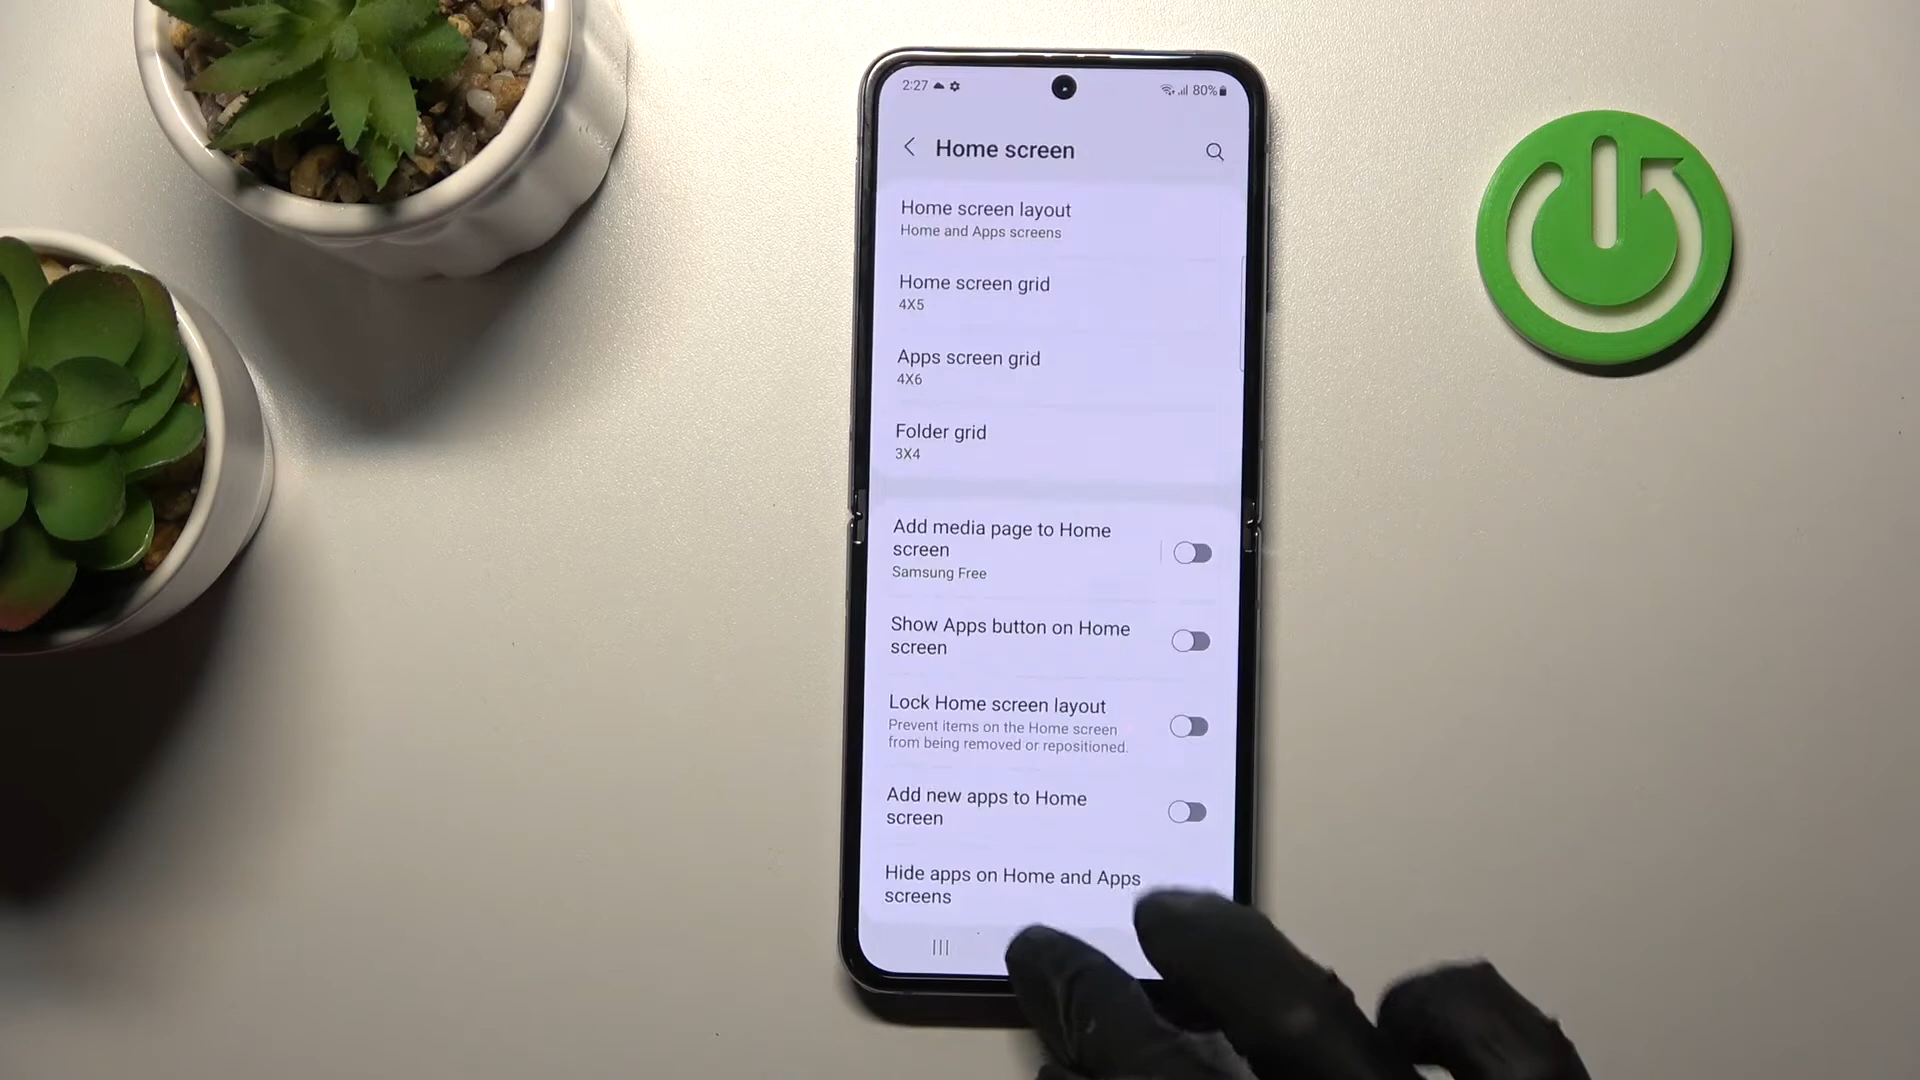 2:27
80%
Home screen
Home screen layout
Home and Apps screens
Home screen grid
4X5
Apps screen grid
4X6
Folder grid
3X4
Add media page to Home
screen
Samsung Free
Show Apps button on Home
screen
Lock Home screen layout
Prevent items on the Home screen
from being removed or repositioned.
Add new apps to Home
screen
Hide apps on Home and Apps
screens